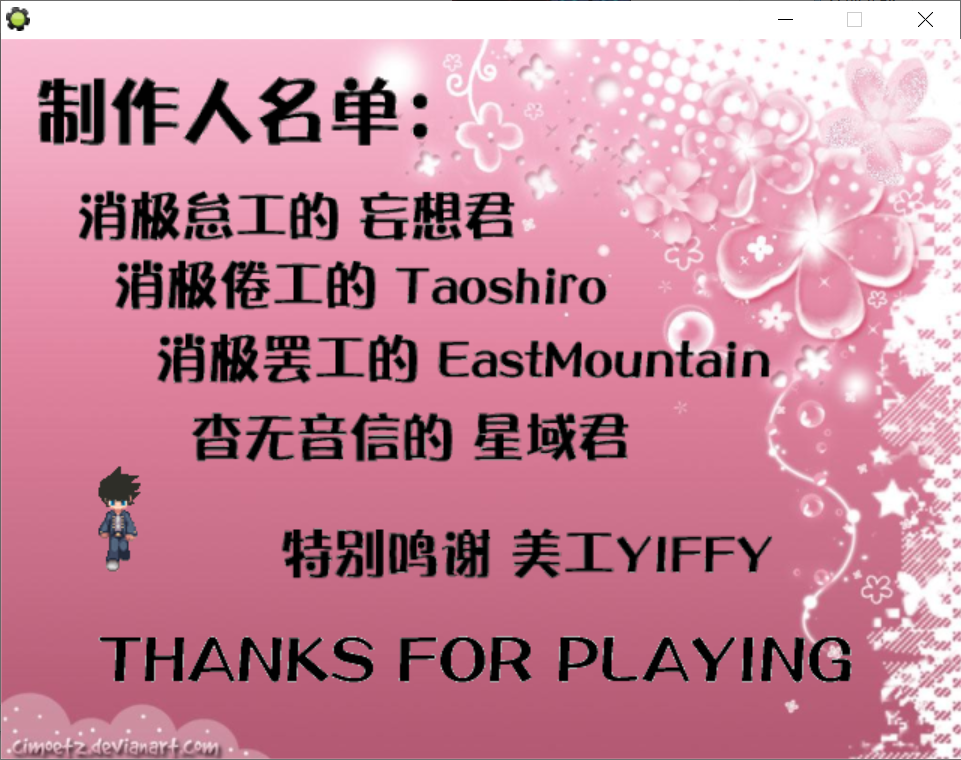 制作人名单：
消极怠工的 妄想君
消极倦工的 Taoshiro
消极罢工的 EastMountain
杳无音信的 星域君
特别鸣谢 美工YIFFY
THANKS FOR PLAYING
cimoetz.devianart.com